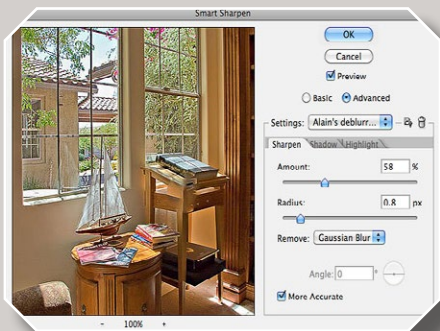 Smart Sharpen
OK
Cancel
Preview
Basic Advanced
Settings: Alain's deblurr...
Sharpen Shadow Highlight
Amount: 58 %
Radius: 0.8 px
Remove: Gaussian Blur
Angle: 0 °
More Accurate
- 100% +